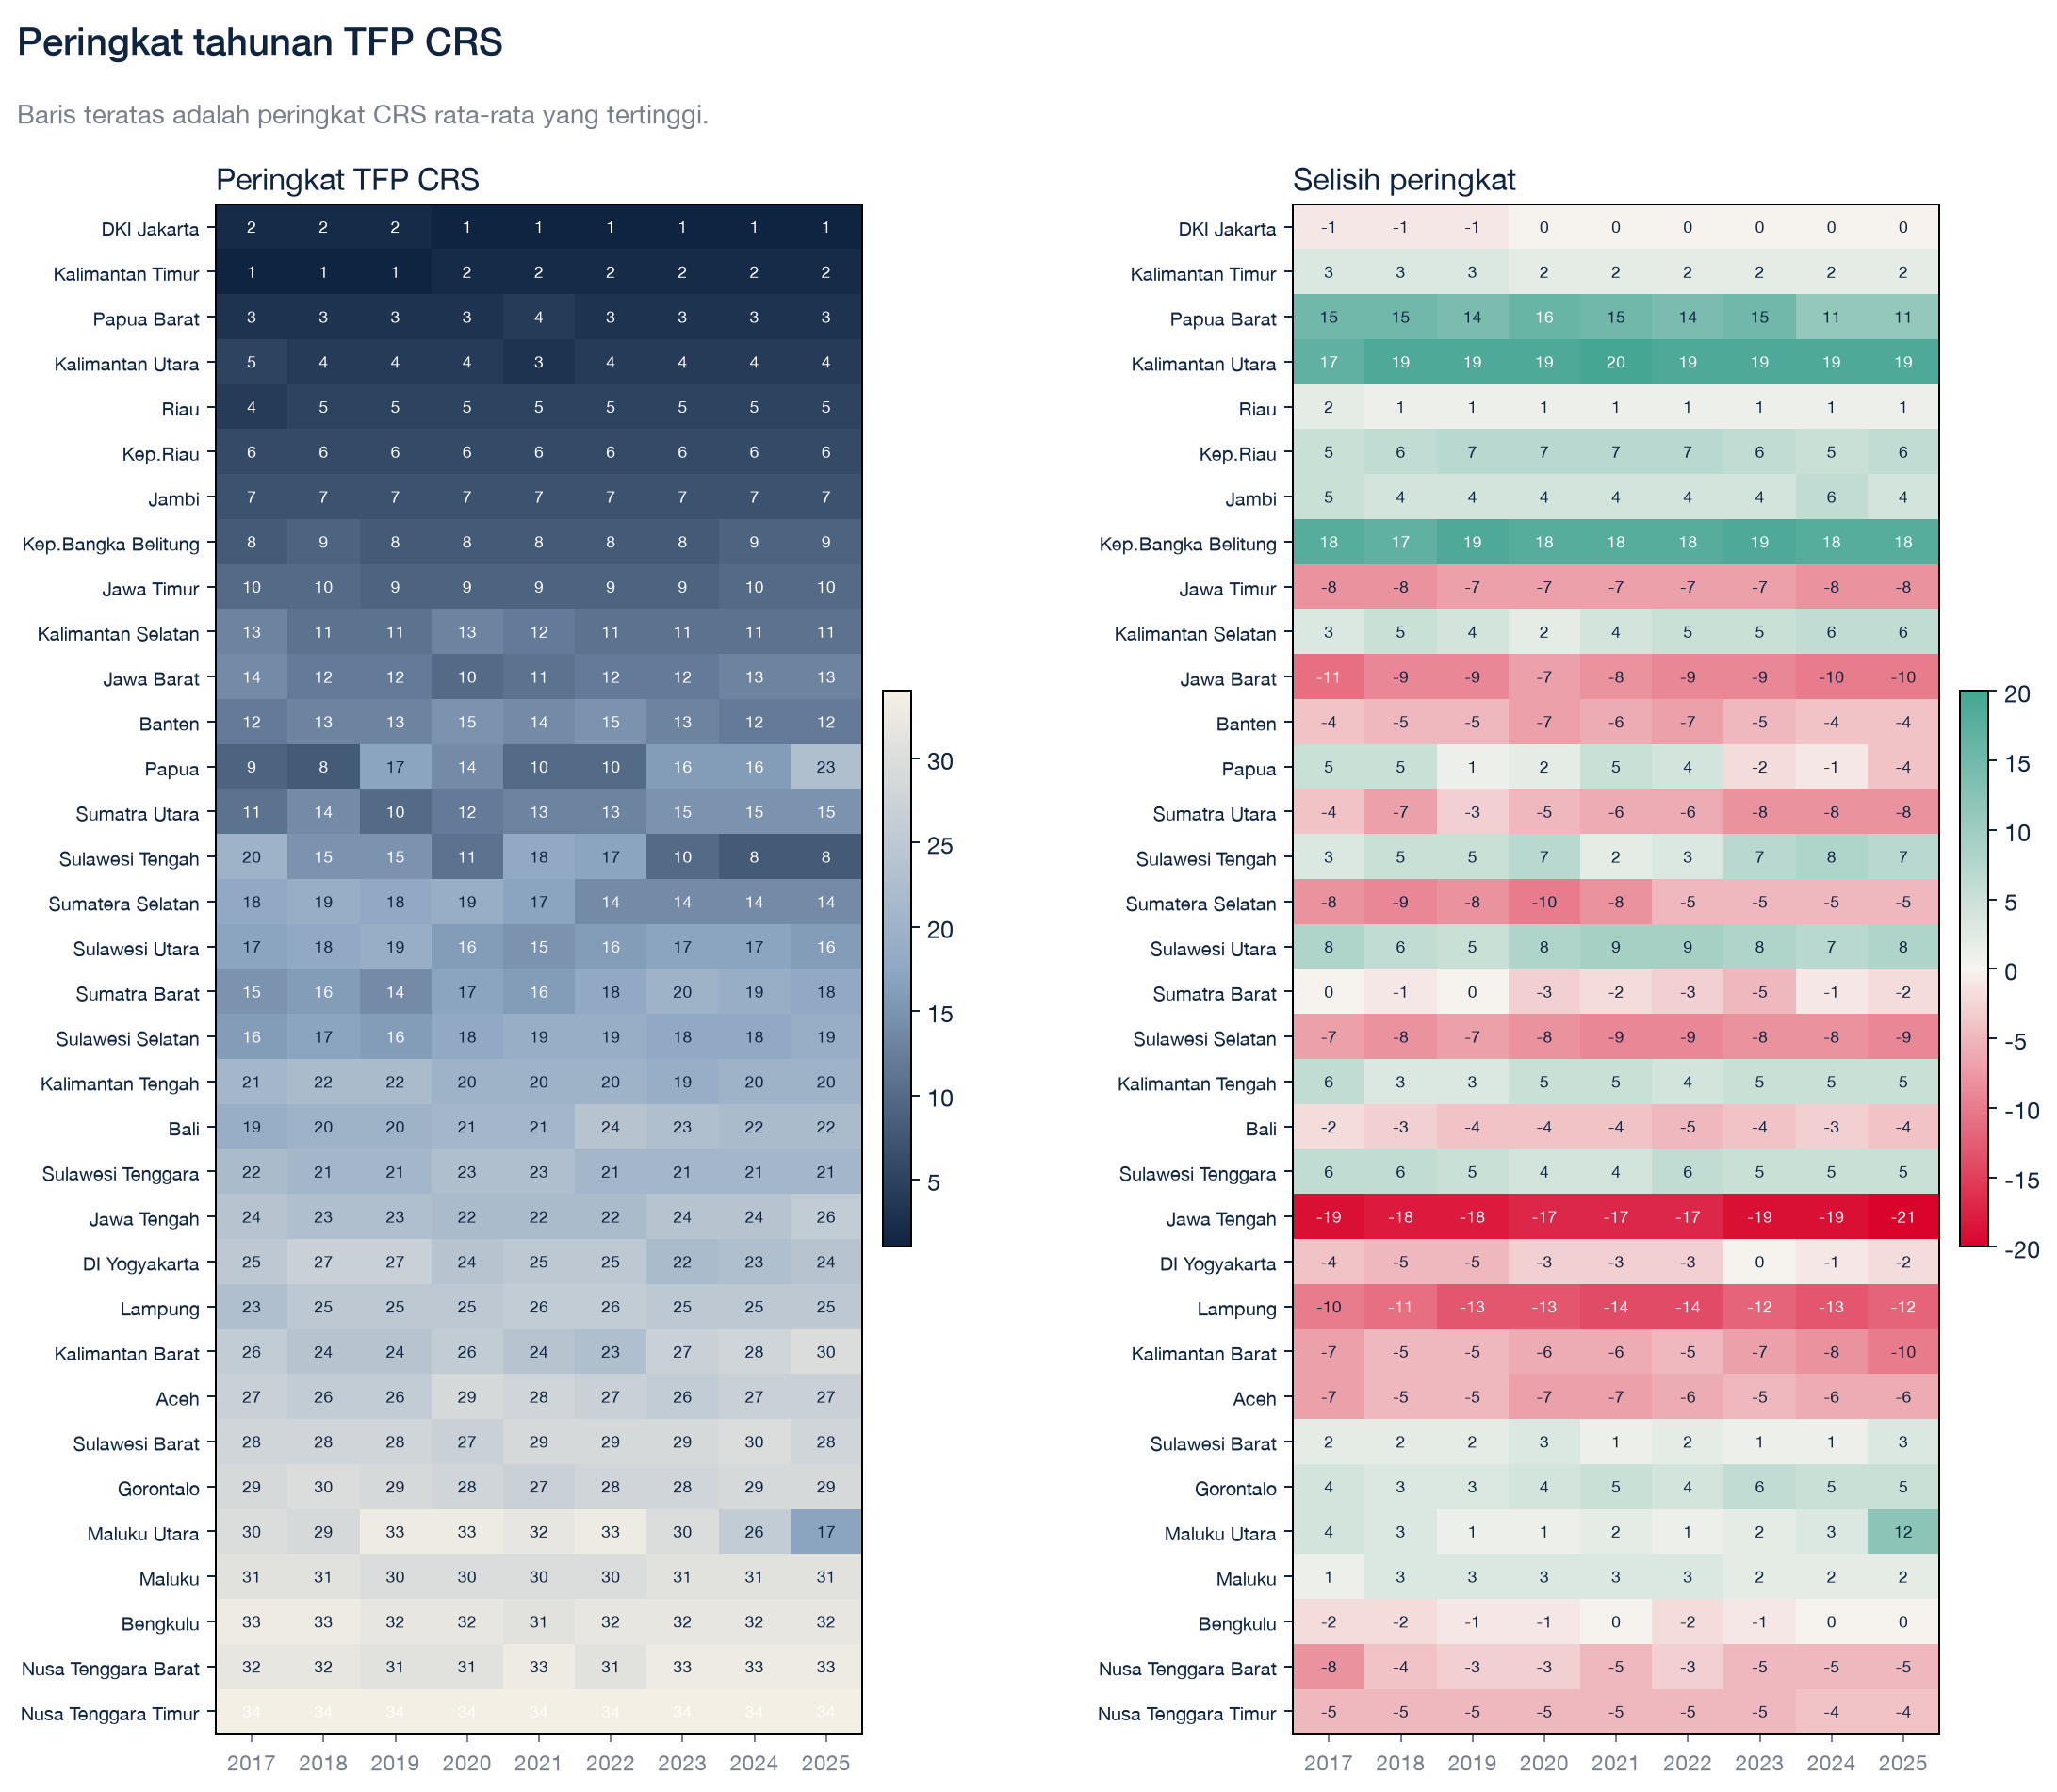 Peringkat tahunan TFP CRS
Baris teratas adalah peringkat CRS rata-rata yang tertinggi.
Peringkat TFP CRS
DKI Jakarta 2 2 2 1 1 1 1 1 1
Kalimantan Timur 1 1 1 2 2 2 2 2 2
Papua Barat 3 3 3 3 4 3 3 3 3
Kalimantan Utara 5 4 4 4 3 4 4 4 4
Riau 4 5 5 5 5 5 5 5 5
Kep.Riau 6 6 6 6 6 6 6 6 6
Jambi 7 7 7 7 7 7 7 7 7
Kep.Bangka Belitung 8 9 8 8 8 8 8 9 9
Jawa Timur 10 10 9 9 9 9 9 10 10
Kalimantan Selatan 13 11 11 13 12 11 11 11 11
Jawa Barat 14 12 12 10 11 12 12 13 13
Banten 12 13 13 15 14 15 13 12 12
Papua 9 8 17 14 10 10 16 16 23
Sumatra Utara 11 14 10 12 13 13 15 15 15
Sulawesi Tengah 20 15 15 11 18 17 10 8 8
Sumatera Selatan 18 19 18 19 17 14 14 14 14
Sulawesi Utara 17 18 19 16 15 16 17 17 16
Sumatra Barat 15 16 14 17 16 18 20 19 18
Sulawesi Selatan 16 17 16 18 19 19 18 18 19
Kalimantan Tengah 21 22 22 20 20 20 19 20 20
Bali 19 20 20 21 21 24 23 22 22
Sulawesi Tenggara 22 21 21 23 23 21 21 21 21
Jawa Tengah 24 23 23 22 22 22 24 24 26
DI Yogyakarta 25 27 27 24 25 25 22 23 24
Lampung 23 25 25 25 26 26 25 25 25
Kalimantan Barat 26 24 24 26 24 23 27 28 30
Aceh 27 26 26 29 28 27 26 27 27
Sulawesi Barat 28 28 28 27 29 29 29 30 28
Gorontalo 29 30 29 28 27 28 28 29 29
Maluku Utara 30 29 33 33 32 33 30 26 17
Maluku 31 31 30 30 30 30 31 31 31
Bengkulu 33 33 32 32 31 32 32 32 32
Nusa Tenggara Barat 32 32 31 31 33 31 33 33 33
Nusa Tenggara Timur 34 34 34 34 34 34 34 34 34
2017 2018 2019 2020 2021 2022 2023 2024 2025
30
25
20
15
10
5
Selisih peringkat
DKI Jakarta -1 -1 -1 0 0 0 0 0 0
Kalimantan Timur 3 3 3 2 2 2 2 2 2
Papua Barat 15 15 14 16 15 14 15 11 11
Kalimantan Utara 17 19 19 19 20 19 19 19 19
Riau 2 1 1 1 1 1 1 1 1
Kep.Riau 5 6 7 7 7 7 6 5 6
Jambi 5 4 4 4 4 4 4 6 4
Kep.Bangka Belitung 18 17 19 18 18 18 19 18 18
Jawa Timur -8 -8 -7 -7 -7 -7 -7 -8 -8
Kalimantan Selatan 3 5 4 2 4 5 5 6 6
Jawa Barat -11 -9 -9 -7 -8 -9 -9 -10 -10
Banten -4 -5 -5 -7 -6 -7 -5 -4 -4
Papua 5 5 1 2 5 4 -2 -1 -4
Sumatra Utara -4 -7 -3 -5 -6 -6 -8 -8 -8
Sulawesi Tengah 3 5 5 7 2 3 7 8 7
Sumatera Selatan -8 -9 -8 -10 -8 -5 -5 -5 -5
Sulawesi Utara 8 6 5 8 9 9 8 7 8
Sumatra Barat 0 -1 0 -3 -2 -3 -5 -1 -2
Sulawesi Selatan -7 -8 -7 -8 -9 -9 -8 -8 -9
Kalimantan Tengah 6 3 3 5 5 4 5 5 5
Bali -2 -3 -4 -4 -4 -5 -4 -3 -4
Sulawesi Tenggara 6 6 5 4 4 6 5 5 5
Jawa Tengah -19 -18 -18 -17 -17 -17 -19 -19 -21
DI Yogyakarta -4 -5 -5 -3 -3 -3 0 -1 -2
Lampung -10 -11 -13 -13 -14 -14 -12 -13 -12
Kalimantan Barat -7 -5 -5 -6 -6 -5 -7 -8 -10
Aceh -7 -5 -5 -7 -7 -6 -5 -6 -6
Sulawesi Barat 2 2 2 3 1 2 1 1 3
Gorontalo 4 3 3 4 5 4 6 5 5
Maluku Utara 4 3 1 1 2 1 2 3 12
Maluku 1 3 3 3 3 3 2 2 2
Bengkulu -2 -2 -1 -1 0 -2 -1 0 0
Nusa Tenggara Barat -8 -4 -3 -3 -5 -3 -5 -5 -5
Nusa Tenggara Timur -5 -5 -5 -5 -5 -5 -5 -4 -4
2017 2018 2019 2020 2021 2022 2023 2024 2025
20
15
10
5
0
-5
-10
-15
-20